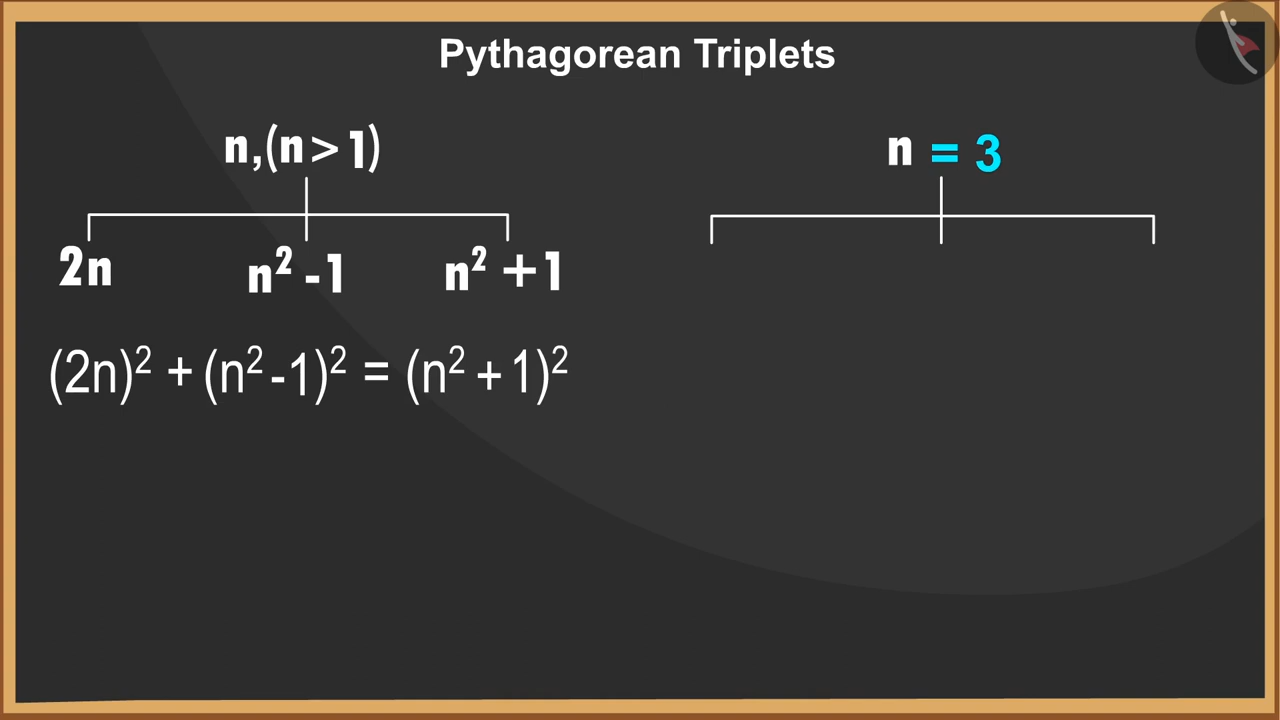 Pythagorean Triplets
n,(n > 1)
2n n² -1 n² +1
(2n)² + (n² -1)² = (n² + 1)²
n = 3